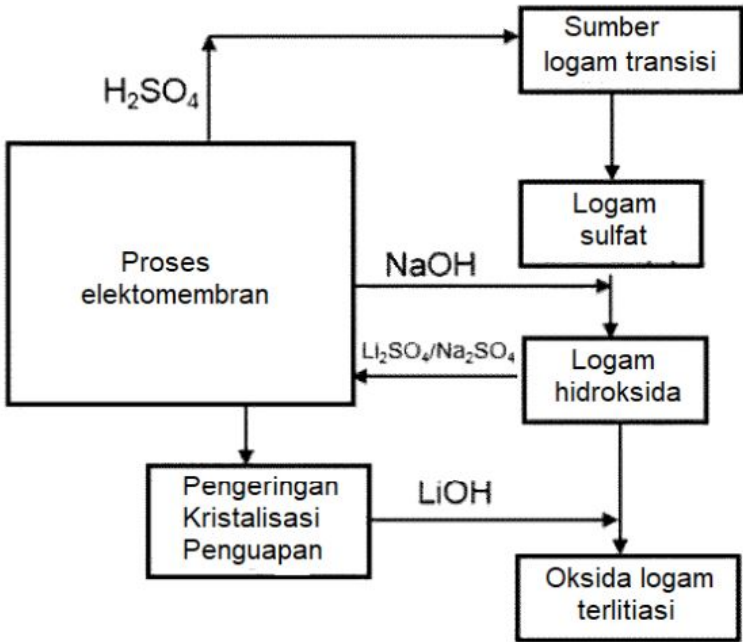 Sumber
logam transisi
H₂SO₄
Logam
sulfat
Proses
elektomembran
NaOH
Li₂SO₄/Na₂SO₄
Logam
hidroksida
Pengeringan
Kristalisasi
Penguapan
LiOH
Oksida logam
terlitiasi